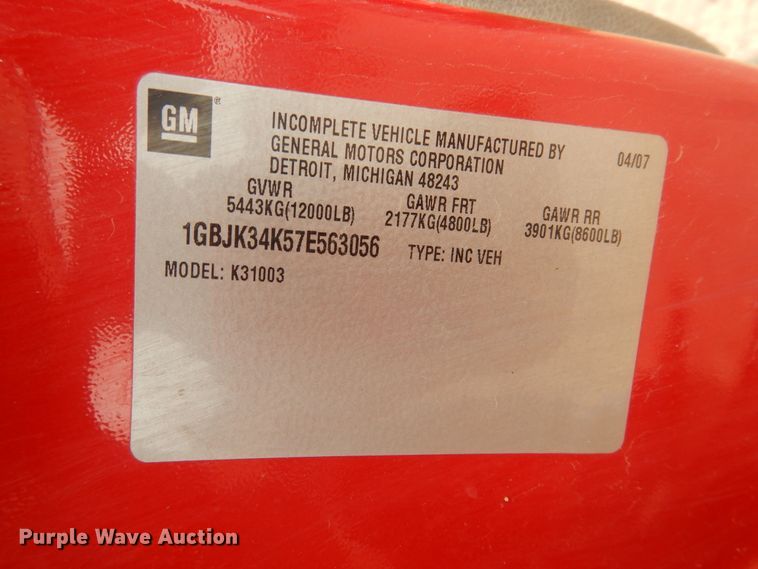 GM ®
INCOMPLETE VEHICLE MANUFACTURED BY 04/07
GENERAL MOTORS CORPORATION
DETROIT, MICHIGAN 48243
GVWR GAWR FRT GAWR RR
5443KG(12000LB) 2177KG(4800LB) 3901KG(8600LB)
1GBJK34K57E563056 TYPE: INC VEH
MODEL: K31003
Purple Wave Auction